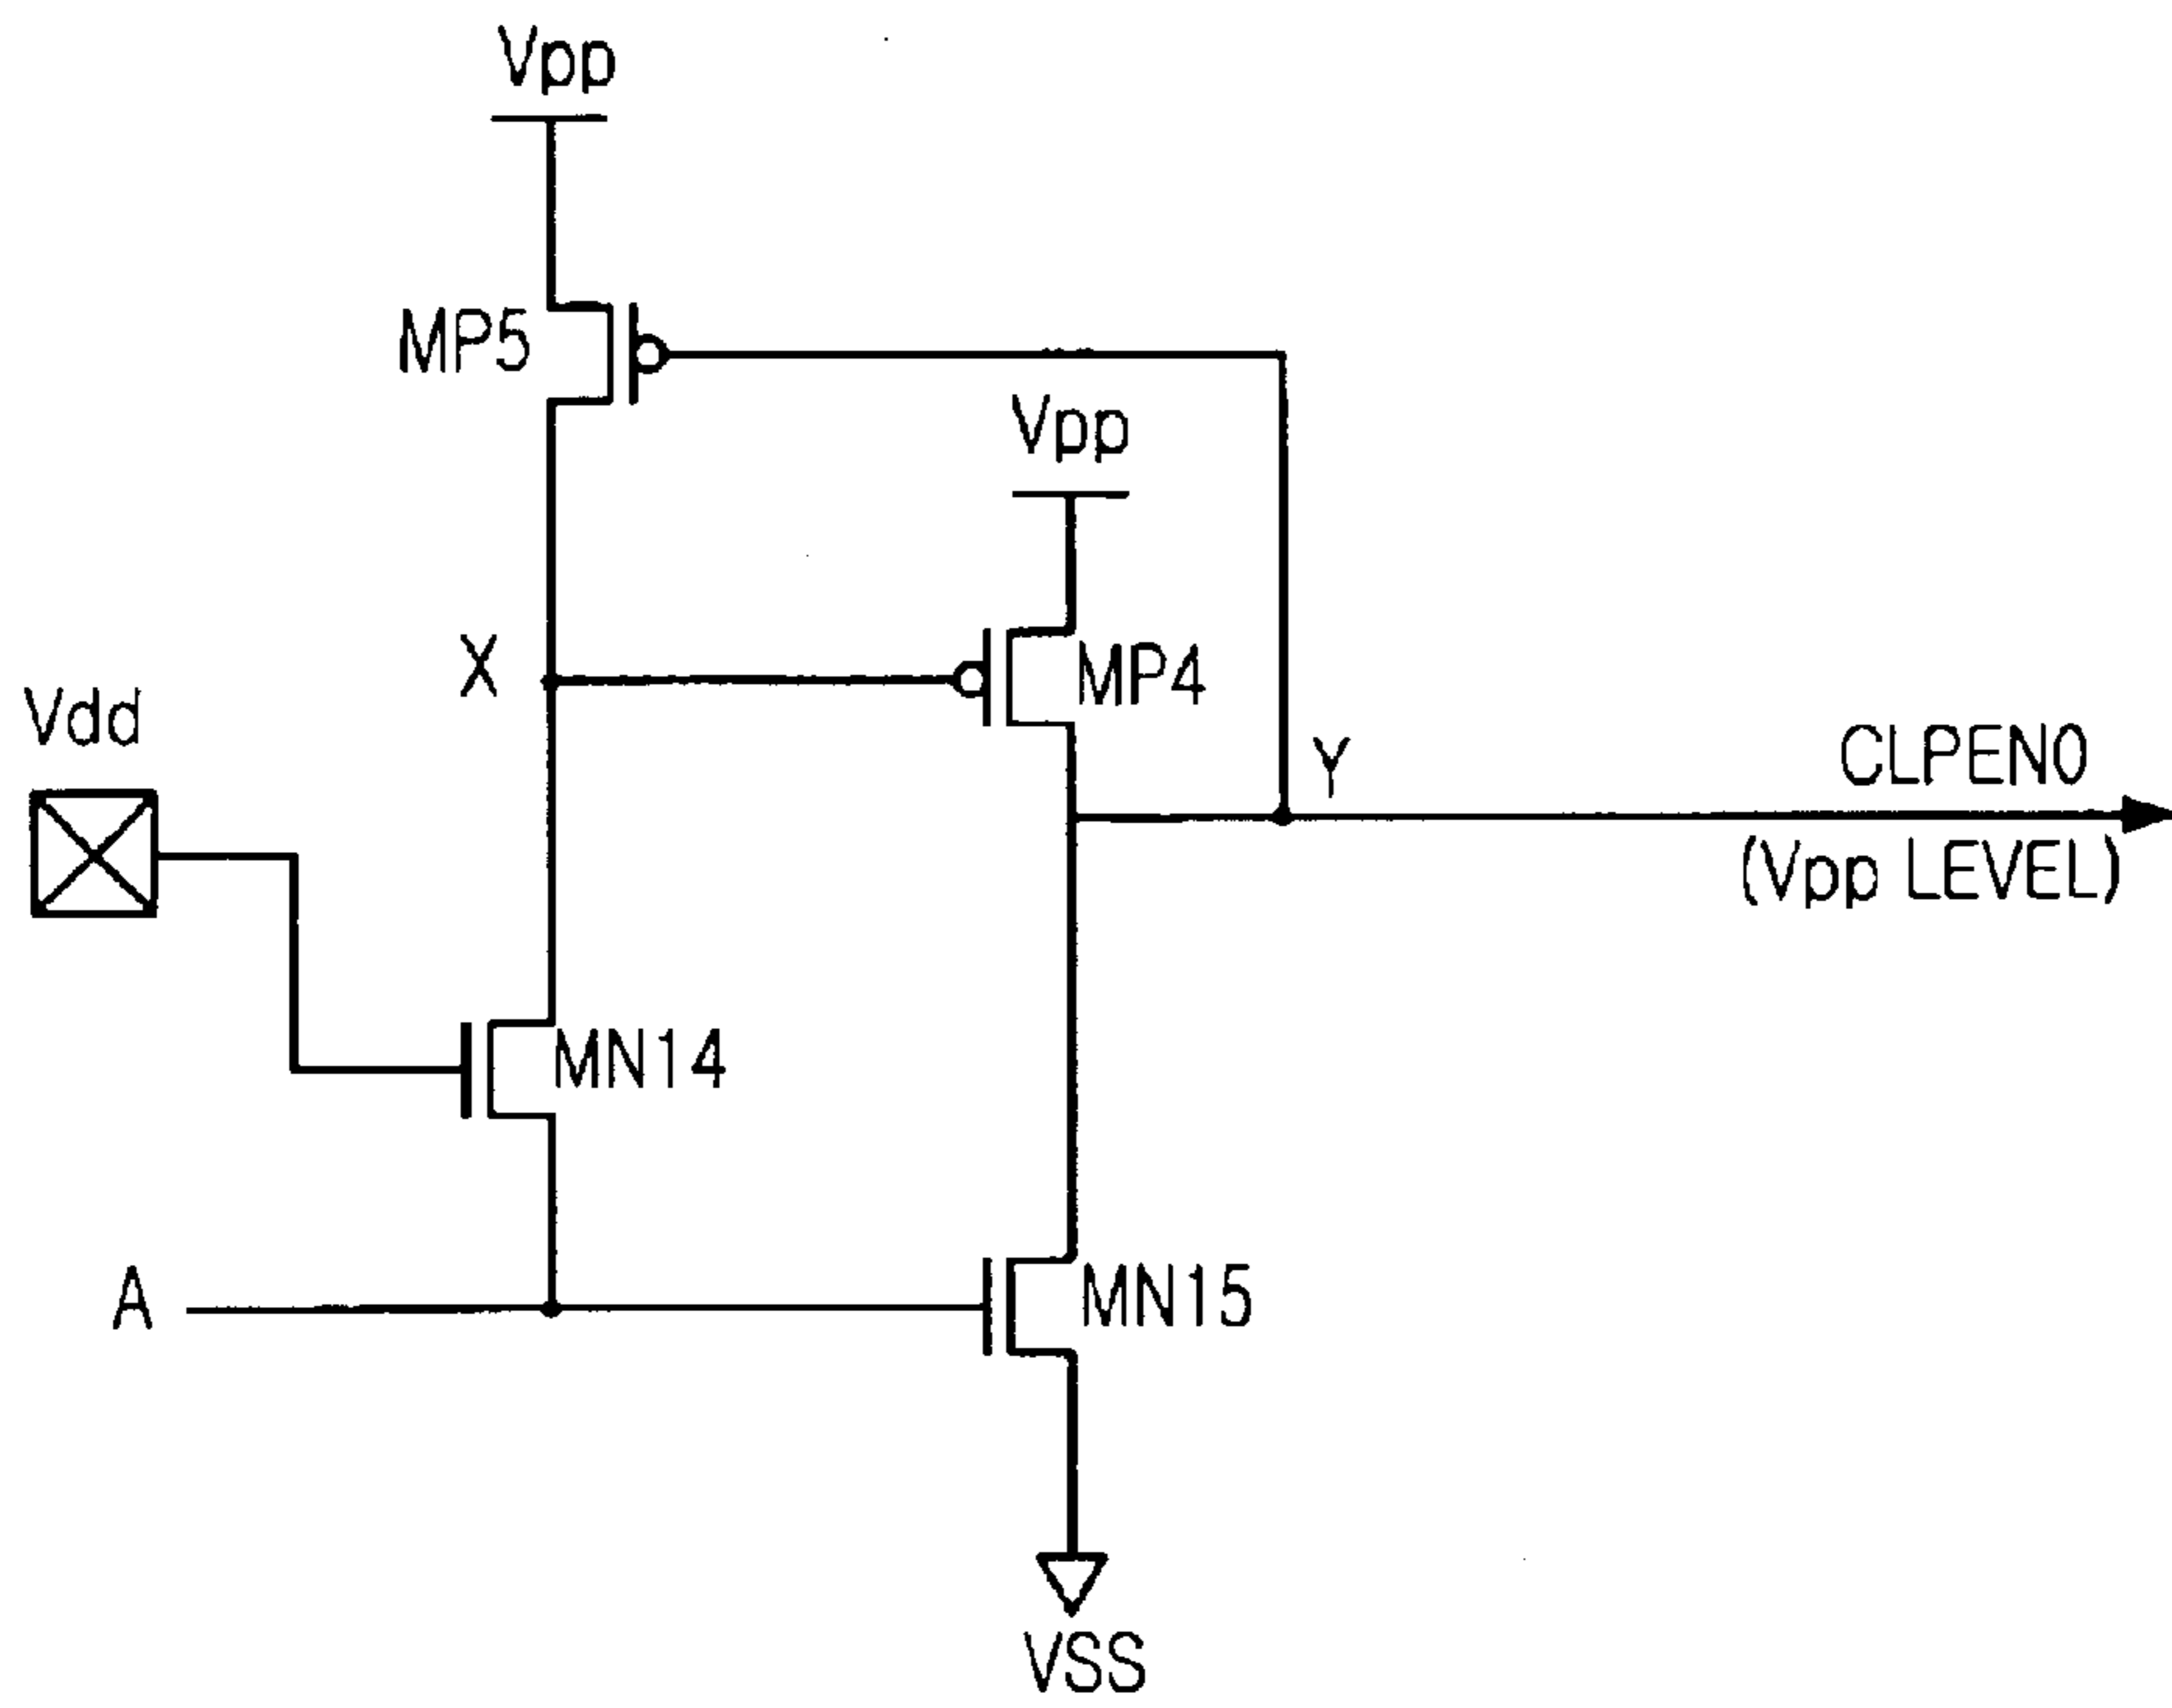 Vpp
MP5
Vpp
X
MP4
Vdd
Y
CLPEN0
(Vpp LEVEL)
MN14
A
MN15
VSS